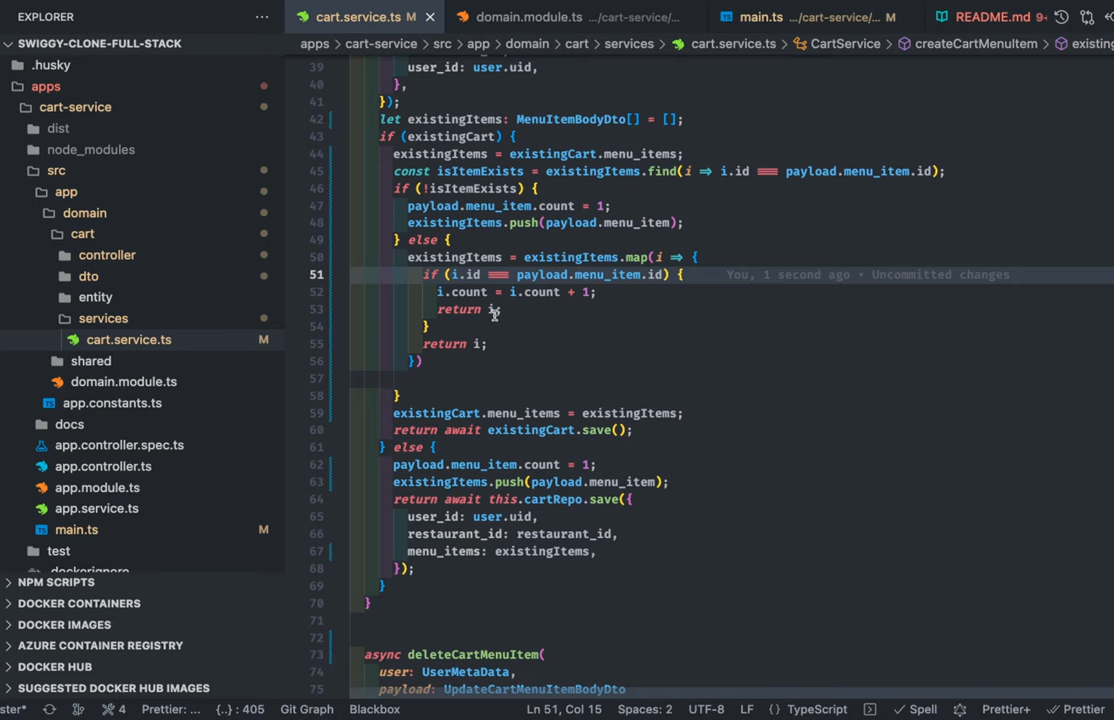 EXPLORER ...
SWIGGY-CLONE-FULL-STACK
.husky
apps
cart-service
dist
node_modules
src
app
domain
cart
controller
dto
entity
services
cart.service.ts M
shared
domain.module.ts
app.constants.ts
docs
app.controller.spec.ts
app.controller.ts
app.module.ts
app.service.ts
main.ts M
test
.dockerignore
NPM SCRIPTS
DOCKER CONTAINERS
DOCKER IMAGES
AZURE CONTAINER REGISTRY
DOCKER HUB
SUGGESTED DOCKER HUB IMAGES
cart.service.ts M domain.module.ts .../cart-service/... main.ts .../cart-service/... M README.md 9+
apps > cart-service > src > app > domain > cart > services > cart.service.ts > CartService > createCartMenuItem >
39 user_id: user.uid,
40 },
41 });
42 let existingItems: MenuItemBodyDto[] = [];
43 if (existingCart) {
44 existingItems = existingCart.menu_items;
45 const isItemExists = existingItems.find(i => i.id === payload.menu_item.id);
46 if (!isItemExists) {
47 payload.menu_item.count = 1;
48 existingItems.push(payload.menu_item);
49 } else {
50 existingItems = existingItems.map(i => {
51 if (i.id === payload.menu_item.id) { You, 1 second ago • Uncommitted changes
52 i.count = i.count + 1;
53 return i;
54 }
55 return i;
56 })
57
58 }
59 existingCart.menu_items = existingItems;
60 return await existingCart.save();
61 } else {
62 payload.menu_item.count = 1;
63 existingItems.push(payload.menu_item);
64 return await this.cartRepo.save({
65 user_id: user.uid,
66 restaurant_id: restaurant_id,
67 menu_items: existingItems,
68 });
69 }
70 }
71
72
73 async deleteCartMenuItem(
74 user: UserMetaData,
75 payload: UpdateCartMenuItemBodyDto
ster* 4 Prettier: ... : 405 Git Graph Blackbox Ln 51, Col 15 Spaces: 2 UTF-8 LF {} TypeScript Spell Prettier+ Prettier